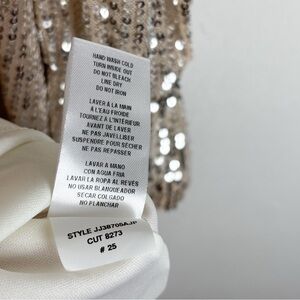 HAND WASH COLD
TURN INSIDE OUT
DO NOT BLEACH
LINE DRY
DO NOT IRON
LAVER À LA MAIN
À L'EAU FROIDE
TOURNEZ À L'INTÉRIEUR
AVANT DE LAVER
NE PAS JAVELLISER
SUSPENDRE POUR SÉCHER
NE PAS REPASSER
LAVAR A MANO
CON AGUA FRIA
LAVAR LA ROPA AL REVÉS
NO USAR BLANQUEADOR
SECAR COLGADO
NO PLANCHAR
STYLE
CUT 8273
# 25